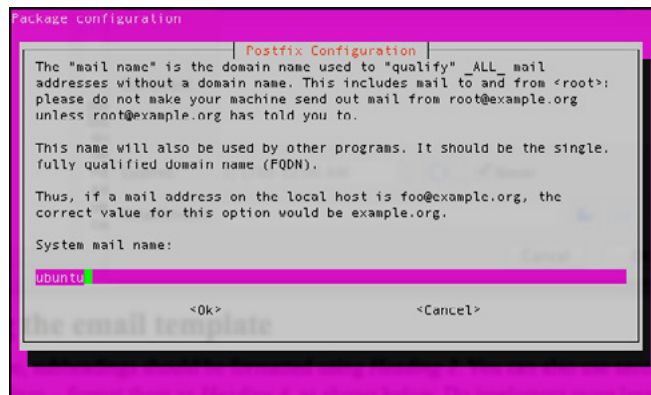 Package configuration
Postfix Configuration
The "mail name" is the domain name used to "qualify" _ALL_ mail
addresses without a domain name. This includes mail to and from <root>:
please do not make your machine send out mail from root@example.org
unless root@example.org has told you to.
This name will also be used by other programs. It should be the single,
fully qualified domain name (FQDN).
Thus, if a mail address on the local host is foo@example.org, the
correct value for this option would be example.org.
System mail name:
ubuntu
<Ok> <Cancel>
the email template